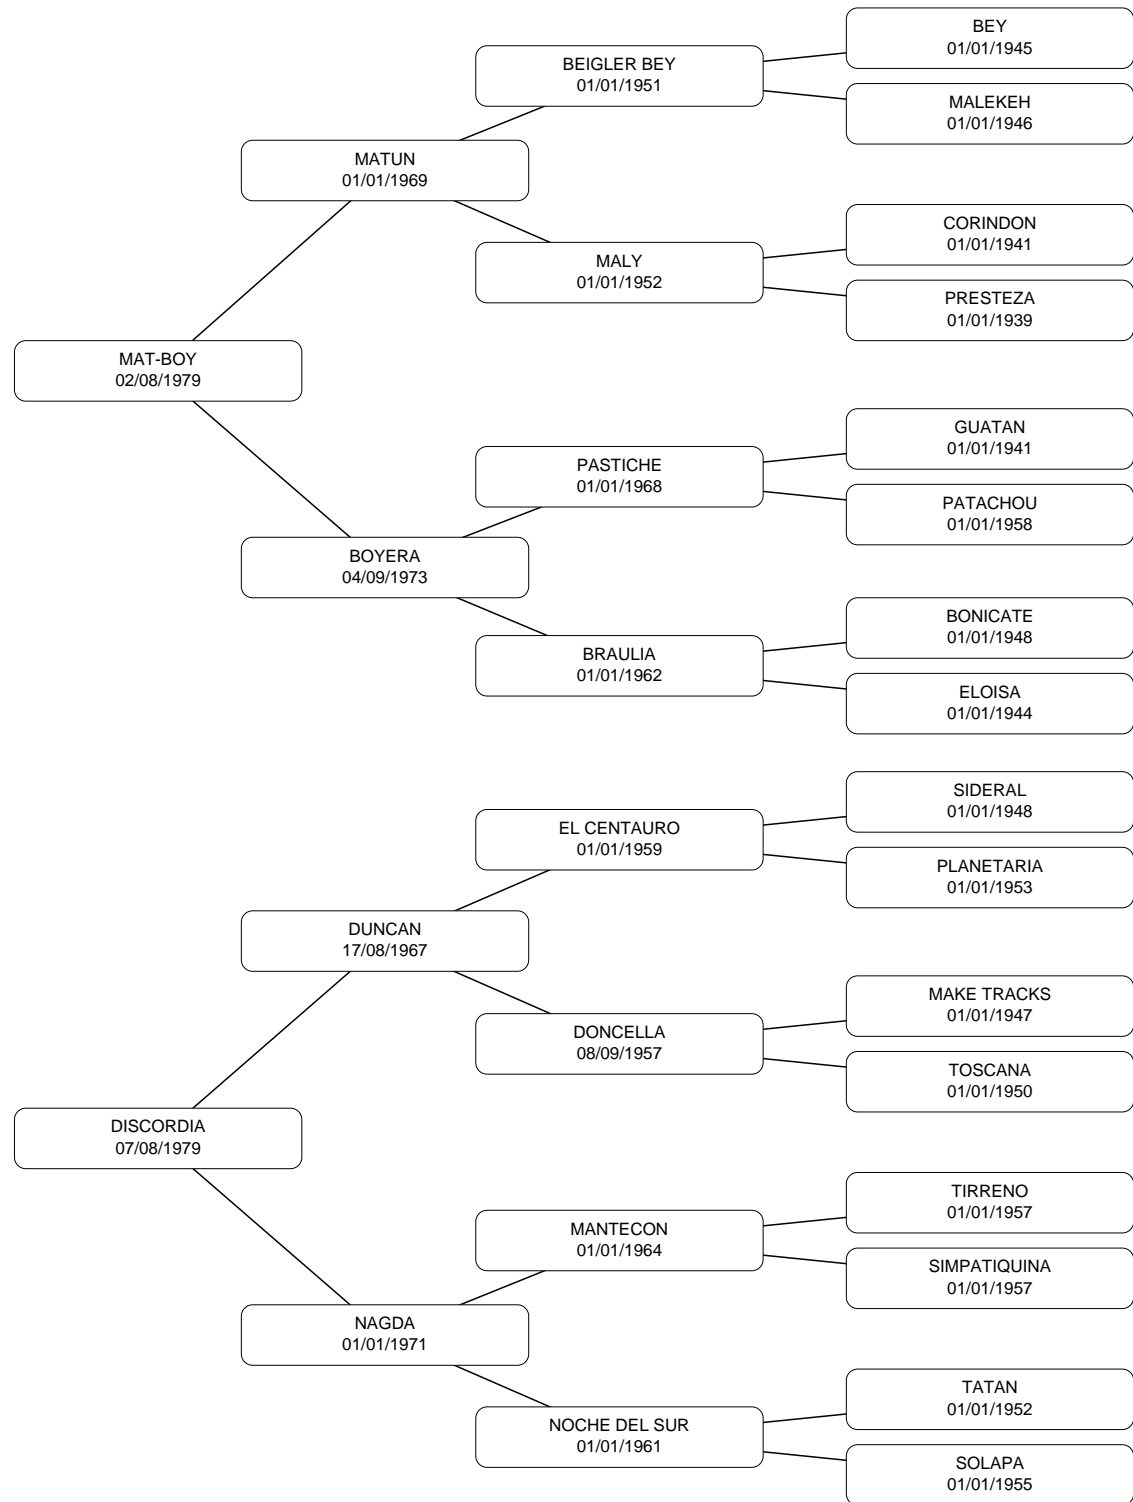 BEY
01/01/1945
BEIGLER BEY
01/01/1951
MALEKEH
01/01/1946
MATUN
01/01/1969
CORINDON
01/01/1941
MALY
01/01/1952
PRESTEZA
01/01/1939
MAT-BOY
02/08/1979
GUATAN
01/01/1941
PASTICHE
01/01/1968
PATACHOU
01/01/1958
BOYERA
04/09/1973
BONICATE
01/01/1948
BRAULIA
01/01/1962
ELOISA
01/01/1944
SIDERAL
01/01/1948
EL CENTAURO
01/01/1959
PLANETARIA
01/01/1953
DUNCAN
17/08/1967
MAKE TRACKS
01/01/1947
DONCELLA
08/09/1957
TOSCANA
01/01/1950
DISCORDIA
07/08/1979
TIRRENO
01/01/1957
MANTECON
01/01/1964
SIMPATIQUINA
01/01/1957
NAGDA
01/01/1971
TATAN
01/01/1952
NOCHE DEL SUR
01/01/1961
SOLAPA
01/01/1955